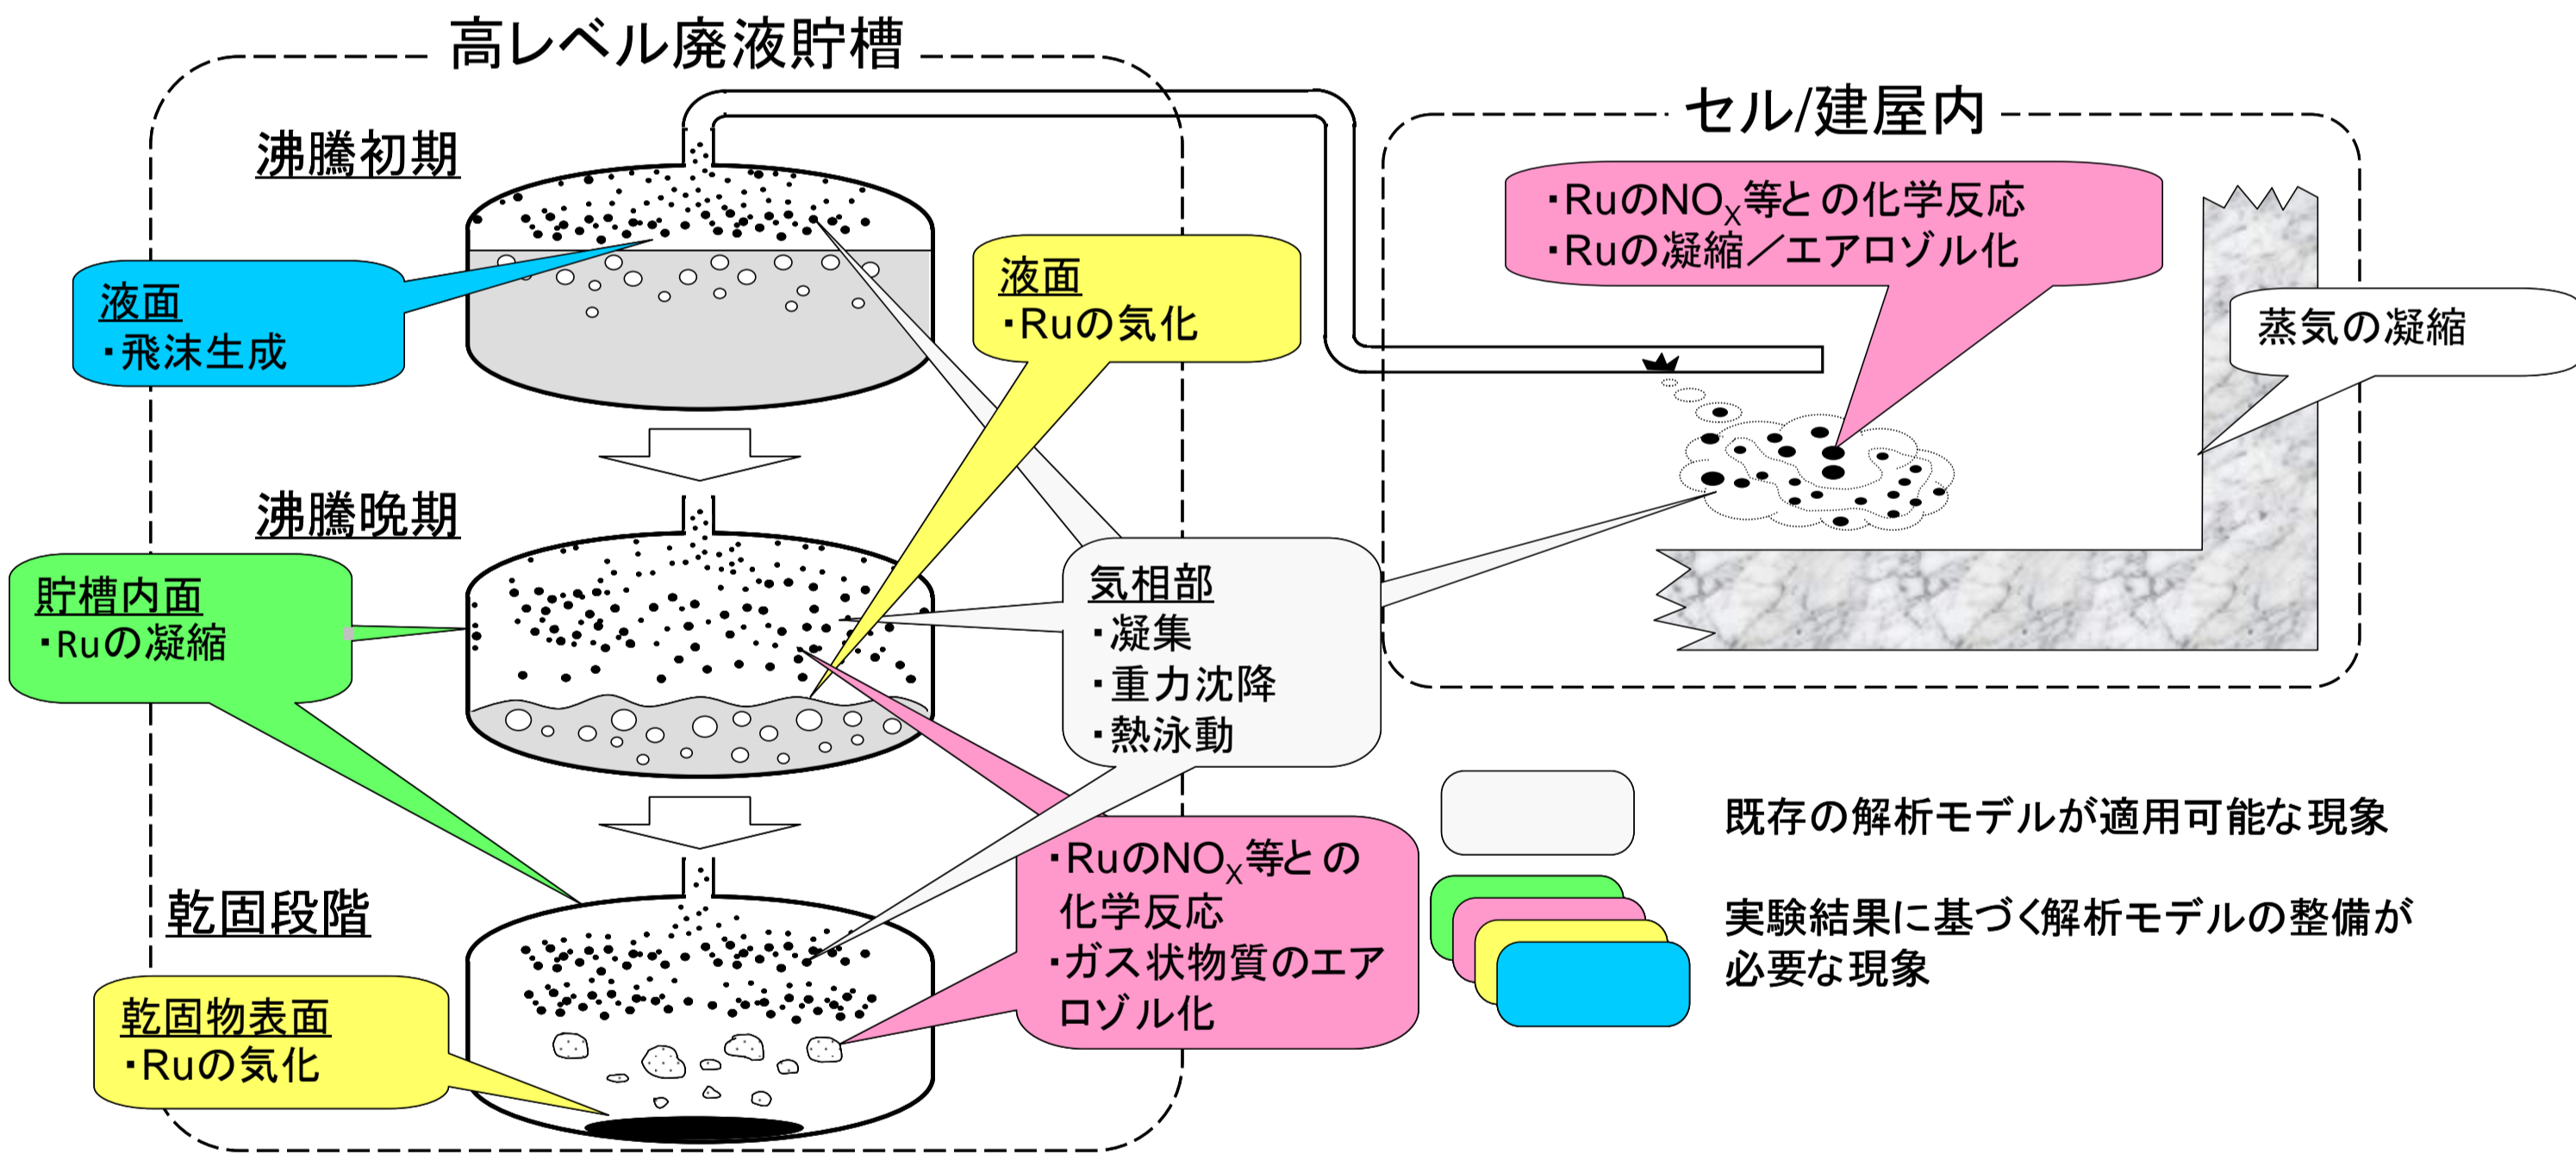 高レベル廃液貯槽
セル/建屋内
沸騰初期
・RuのNOX等との化学反応
・Ruの凝縮／エアロゾル化
液面
・飛沫生成
液面
・Ruの気化
蒸気の凝縮
沸騰晩期
貯槽内面
・Ruの凝縮
気相部
・凝集
・重力沈降
・熱泳動
・RuのNOX等との
化学反応
・ガス状物質のエア
ロゾル化
乾固段階
乾固物表面
・Ruの気化
既存の解析モデルが適用可能な現象
実験結果に基づく解析モデルの整備が
必要な現象